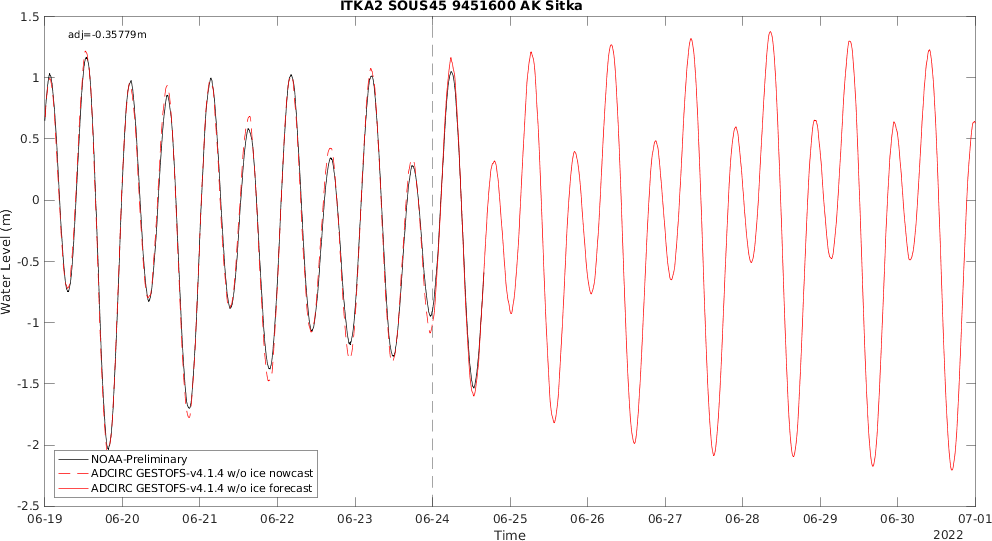 ITKA2 SOUS45 9451600 AK Sitka
adj=-0.35779m
1.5
1
0.5
0
-0.5
-1
-1.5
-2
-2.5
Water Level (m)
NOAA-Preliminary
ADCIRC GESTOFS-v4.1.4 w/o ice nowcast
ADCIRC GESTOFS-v4.1.4 w/o ice forecast
06-19 06-20 06-21 06-22 06-23 06-24 06-25 06-26 06-27 06-28 06-29 06-30 07-01
Time
2022